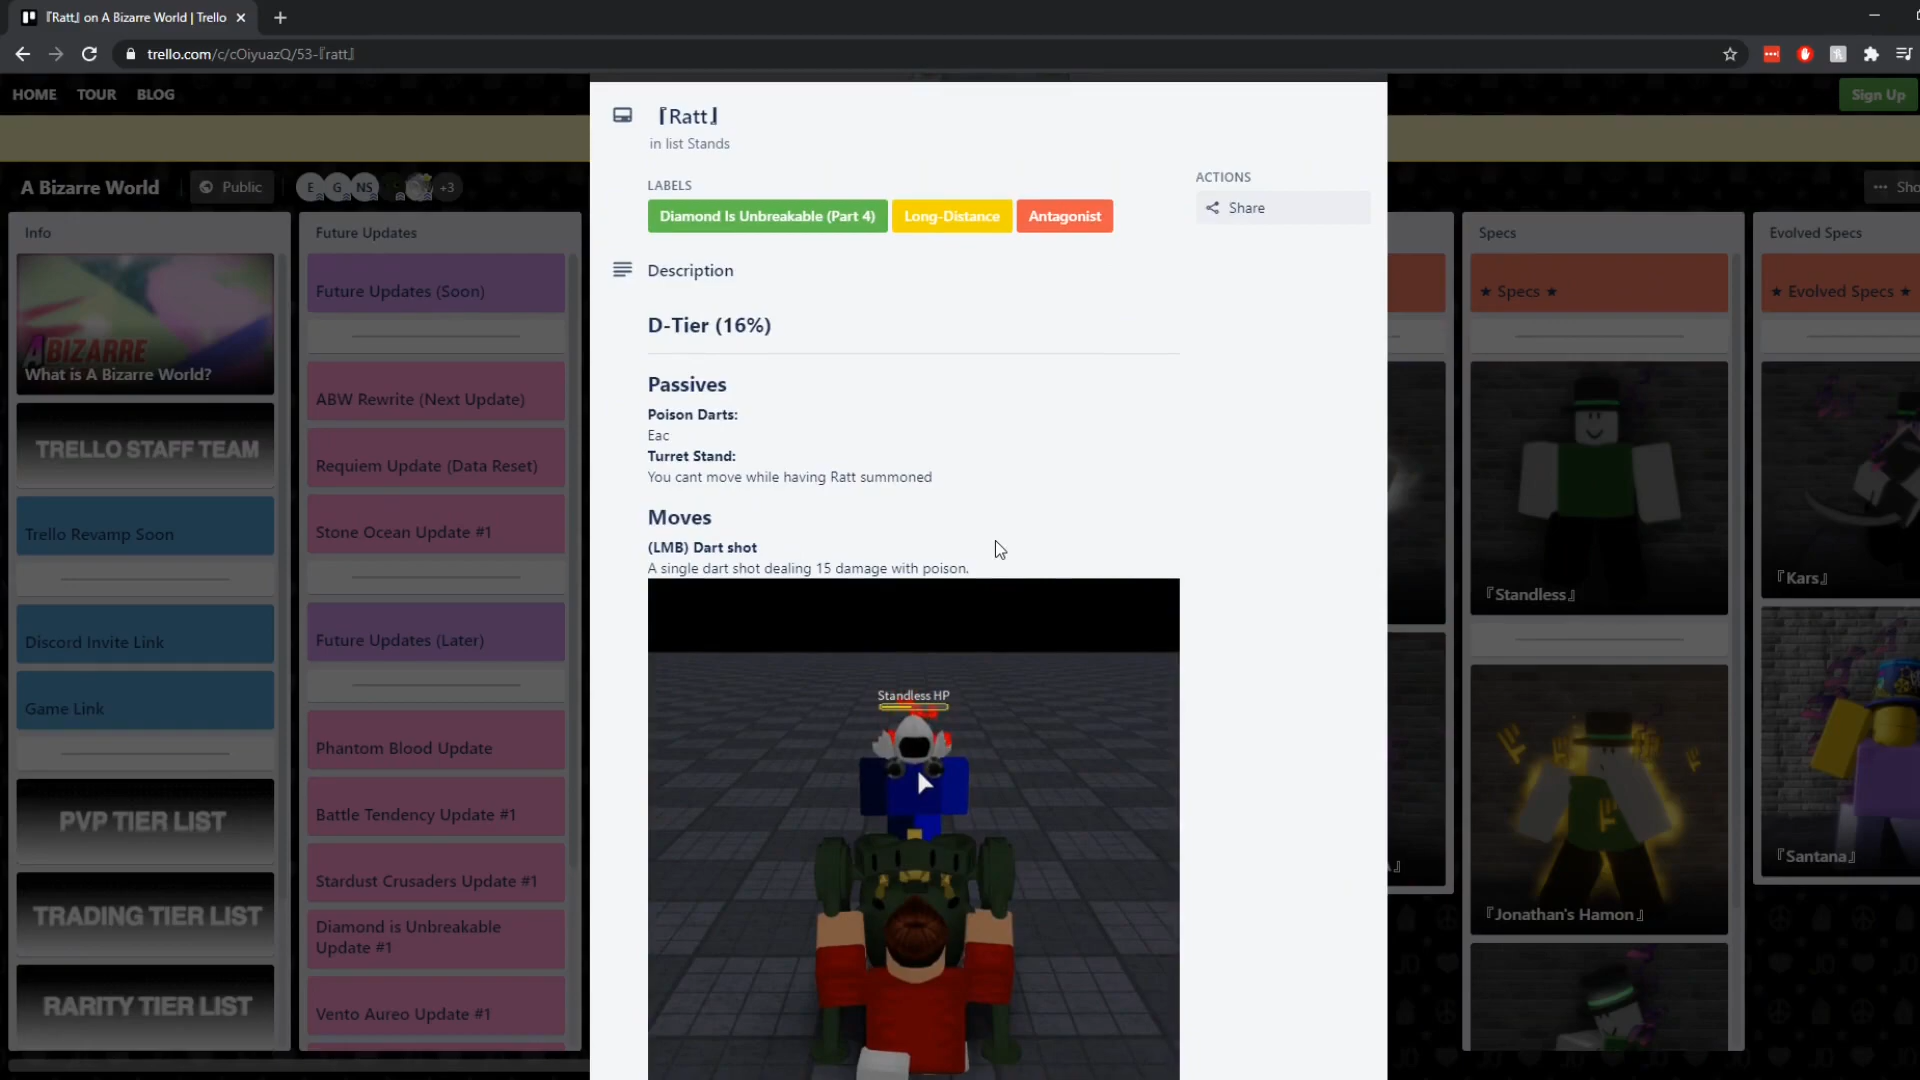 『Ratt』 on A Bizarre World | Trello
trello.com/c/cOiyuazQ/53-『ratt』
HOME TOUR BLOG
Sign Up
A Bizarre World
Public
E G NS +3
Sho
Info
What is A Bizarre World?
TRELLO STAFF TEAM
Trello Revamp Soon
Discord Invite Link
Game Link
PVP TIER LIST
TRADING TIER LIST
RARITY TIER LIST
Future Updates
Future Updates (Soon)
ABW Rewrite (Next Update)
Requiem Update (Data Reset)
Stone Ocean Update #1
Future Updates (Later)
Phantom Blood Update
Battle Tendency Update #1
Stardust Crusaders Update #1
Diamond is Unbreakable
Update #1
Vento Aureo Update #1
『Ratt』
in list Stands
LABELS
Diamond Is Unbreakable (Part 4) Long-Distance Antagonist
ACTIONS
Share
Description
D-Tier (16%)
Passives
Poison Darts:
Eac
Turret Stand:
You cant move while having Ratt summoned
Moves
(LMB) Dart shot
A single dart shot dealing 15 damage with poison.
Standless HP
Specs
★ Specs ★
『Standless』
『Jonathan's Hamon』
Evolved Specs
★ Evolved Specs ★
『Kars』
『Santana』